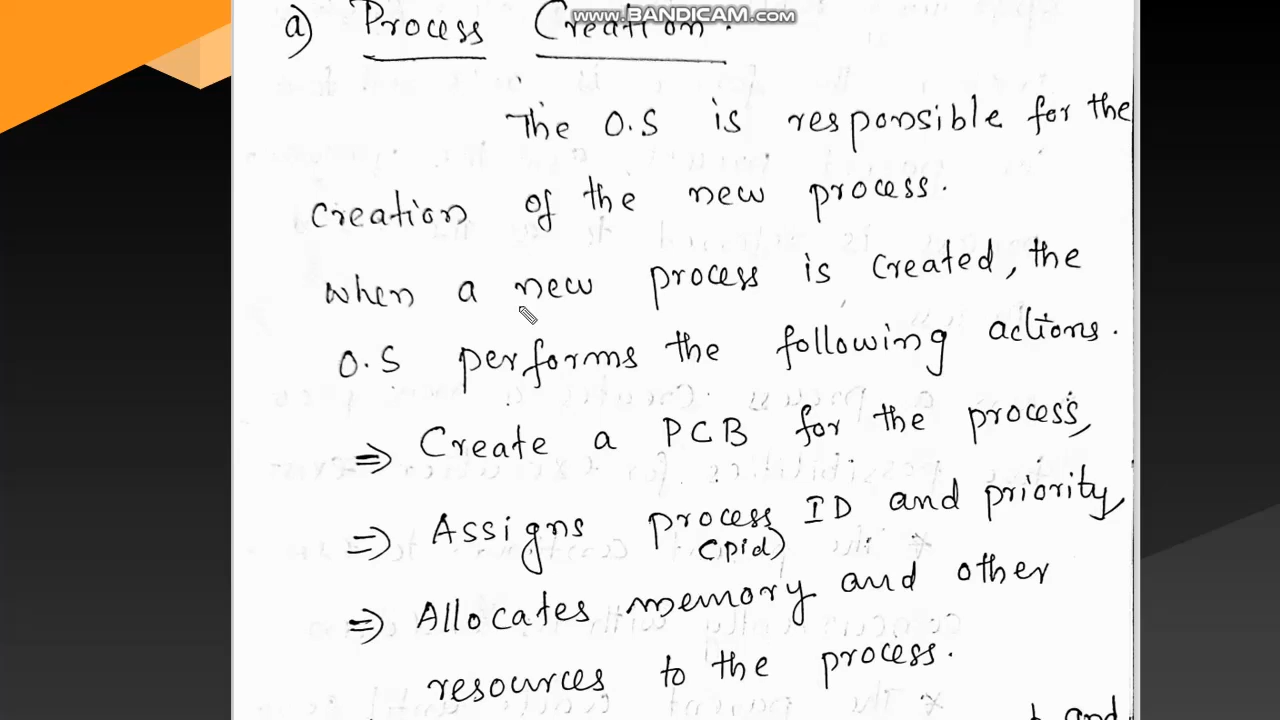 www.BANDICAM.com
a) Process Creation.
The O.S is responsible for the
creation of the new process.
when a new process is created, the
O.S performs the following actions.
⇒ Create a PCB for the process,
⇒ Assigns process ID and priority,
(pid)
⇒ Allocates memory and other
resources to the process.
and